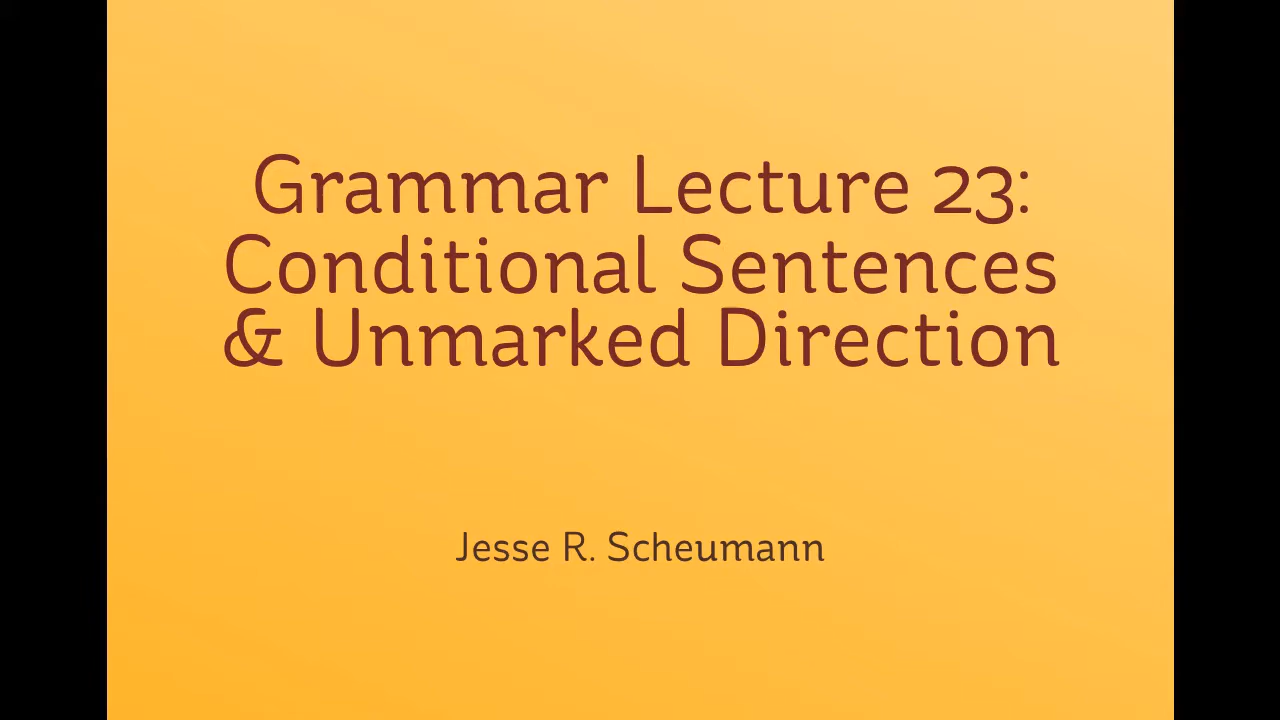 Grammar Lecture 23:
Conditional Sentences
& Unmarked Direction
Jesse R. Scheumann